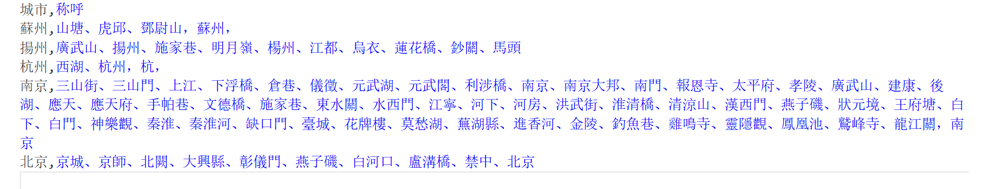 城市,称呼
蘇州,山塘、虎邱、鄧尉山，蘇州，
揚州,廣武山、揚州、施家巷、明月嶺、楊州、江都、烏衣、蓮花橋、鈔關、馬頭
杭州,西湖、杭州，杭，
南京,三山街、三山門、上江、下浮橋、倉巷、儀徵、元武湖、元武閣、利涉橋、南京、南京大邦、南門、報恩寺、太平府、孝陵、廣武山、建康、後
湖、應天、應天府、手帕巷、文德橋、施家巷、東水關、水西門、江寧、河下、河房、洪武街、淮清橋、清涼山、漢西門、燕子磯、狀元境、王府塘、白
下、白門、神樂觀、秦淮、秦淮河、缺口門、臺城、花牌樓、莫愁湖、蕪湖縣、進香河、金陵、釣魚巷、雞鳴寺、靈隱觀、鳳凰池、鷲峰寺、龍江關，南
京
北京,京城、京師、北闕、大興縣、彰儀門、燕子磯、白河口、盧溝橋、禁中、北京